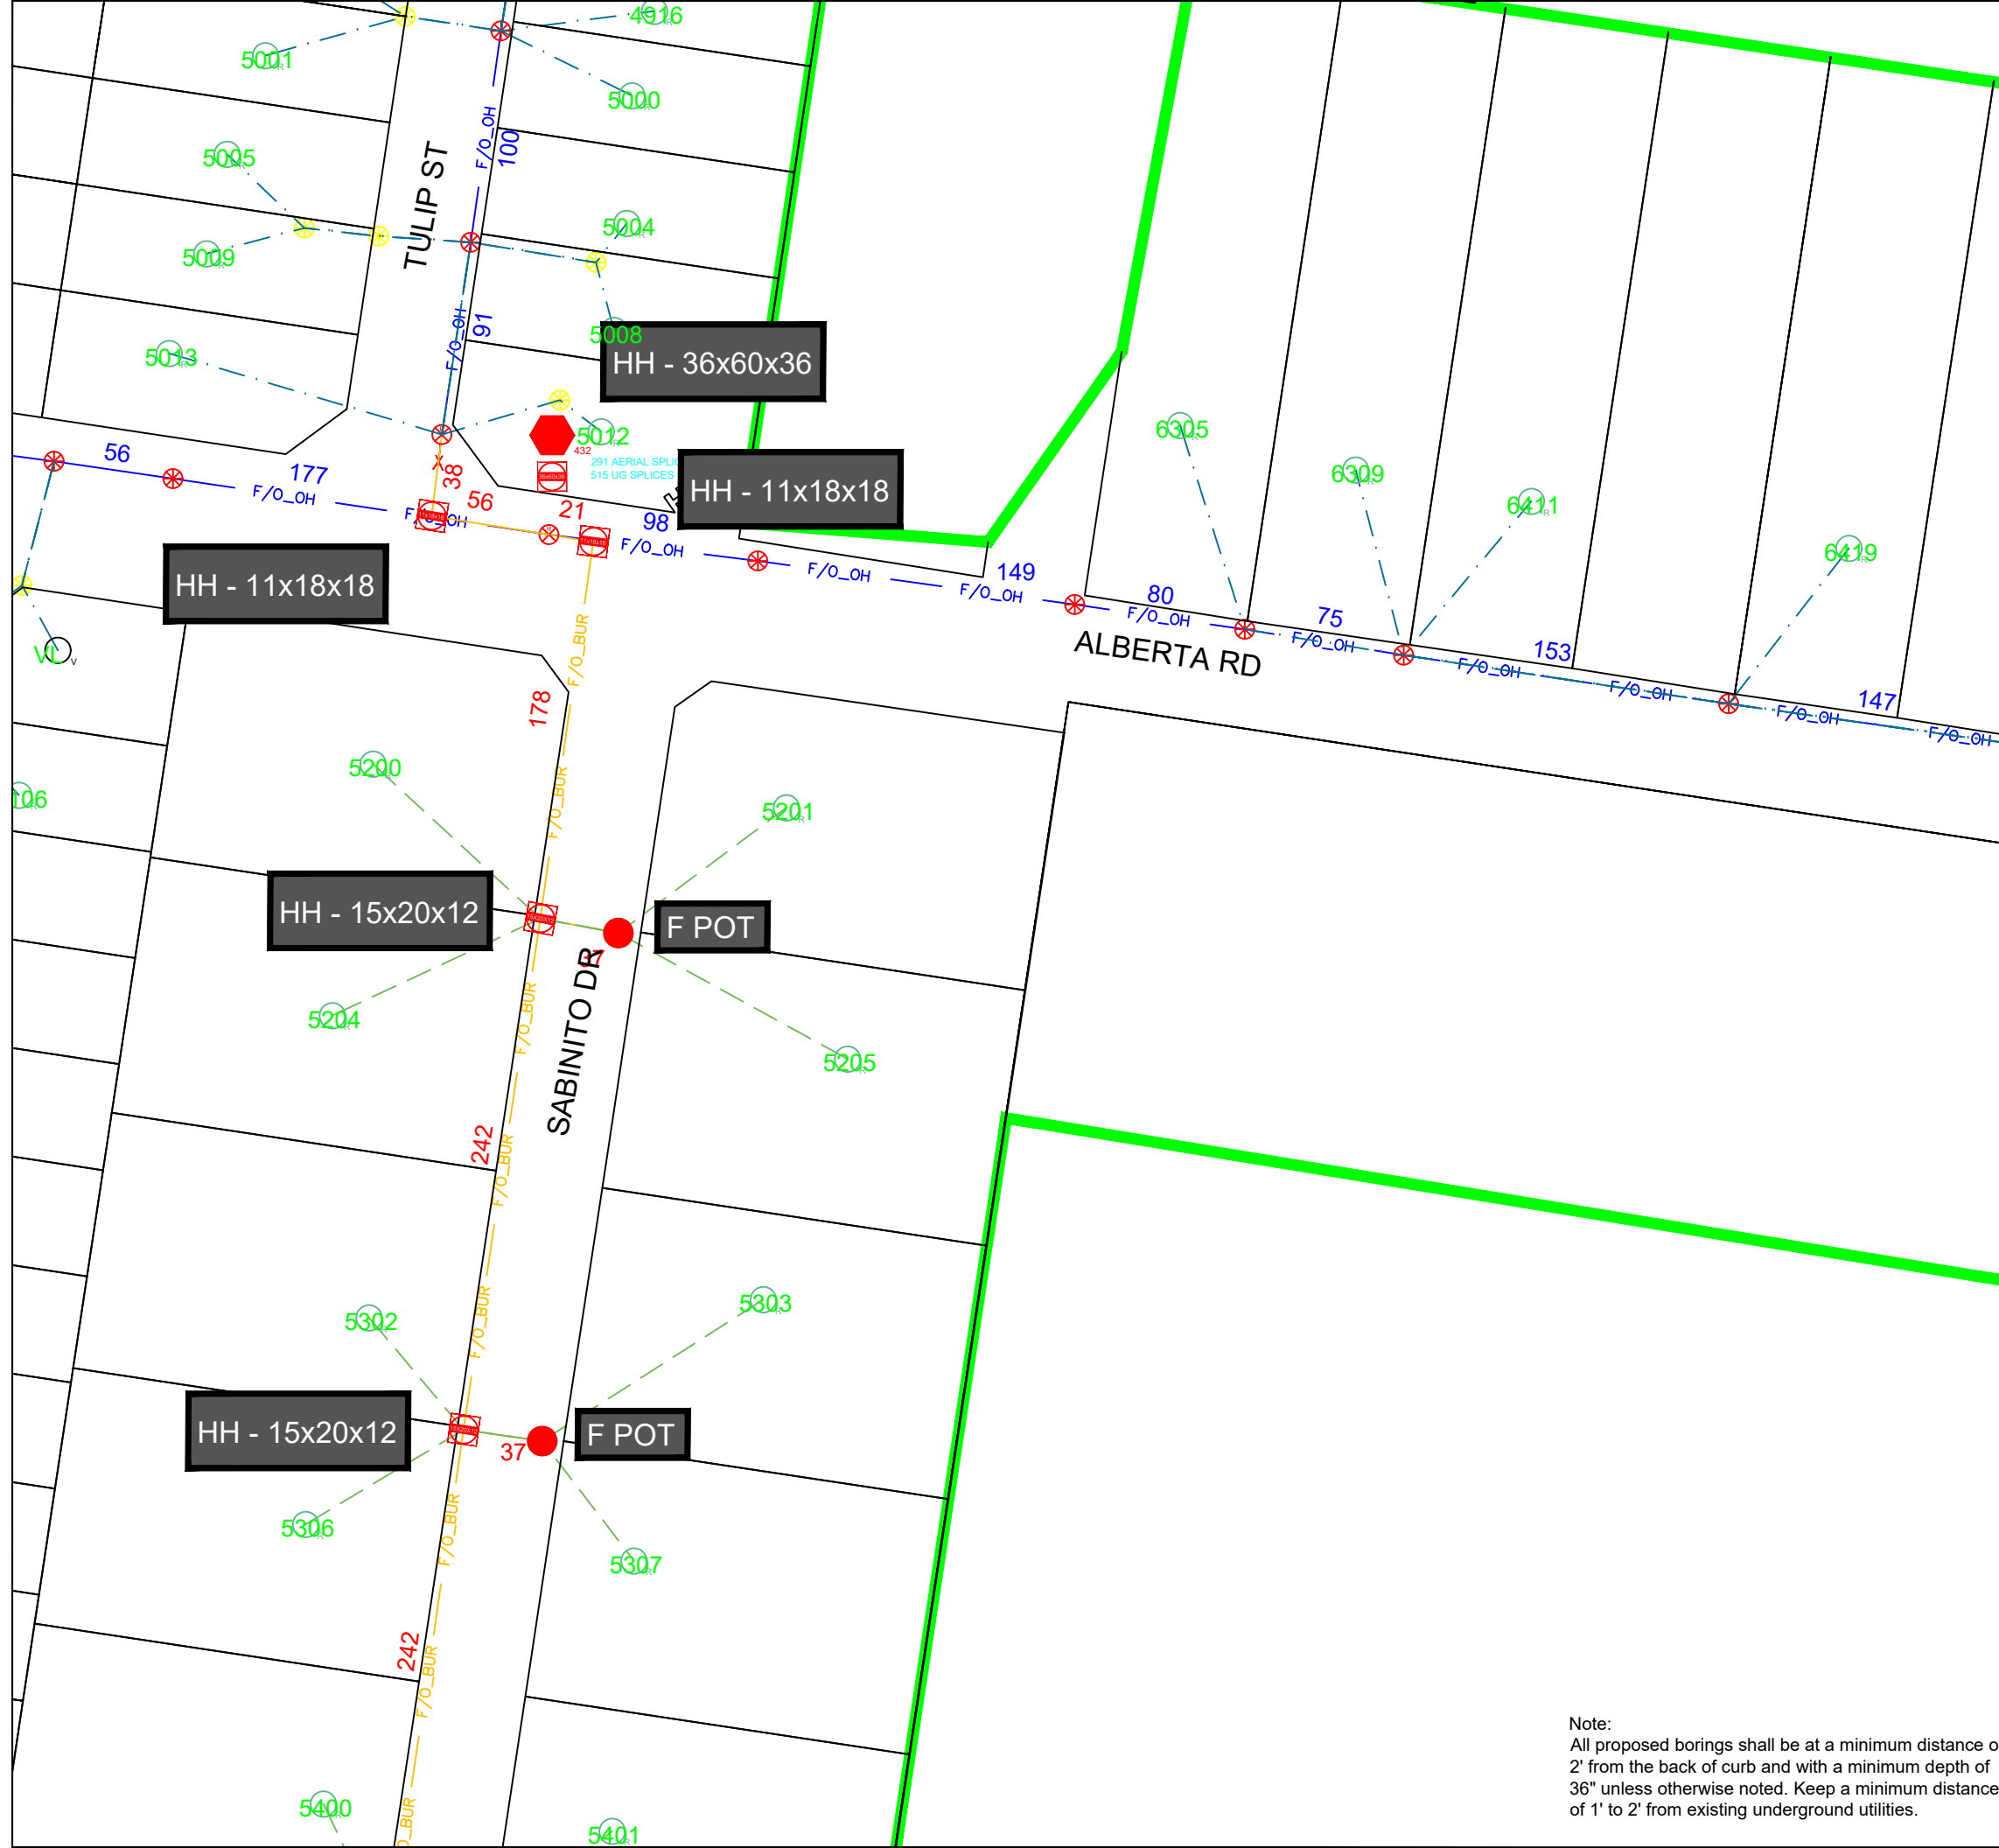 4916
5001
5000
F/O_OH
100
5005
TULIP ST
5004
5009
F/O_OH
91
5008
HH - 36x60x36
5013
5012
432
6305
291 AERIAL SPLIC
515 UG SPLICES
6309
56
177
F/O_OH
X
38
56
21
98
HH - 11x18x18
6411
F/O_OH
F/O_OH
F/O_OH
149
F/O_OH
6419
HH - 11x18x18
80
F/O_OH
75
F/O_OH
153
F/O_OH
F/O_OH
147
F/O_OH
F/O_OH
ALBERTA RD
VL
V
F/O_BUR
178
5200
106
F/O_BUR
5201
HH - 15x20x12
F POT
37
5204
F/O_BUR
SABINITO DR
5205
242
F/O_BUR
5302
F/O_BUR
5303
HH - 15x20x12
37
F POT
5306
F/O_BUR
5307
242
F/O_BUR
5400
O_BUR
5401
Note:
All proposed borings shall be at a minimum distance o
2' from the back of curb and with a minimum depth of
36" unless otherwise noted. Keep a minimum distance
of 1' to 2' from existing underground utilities.